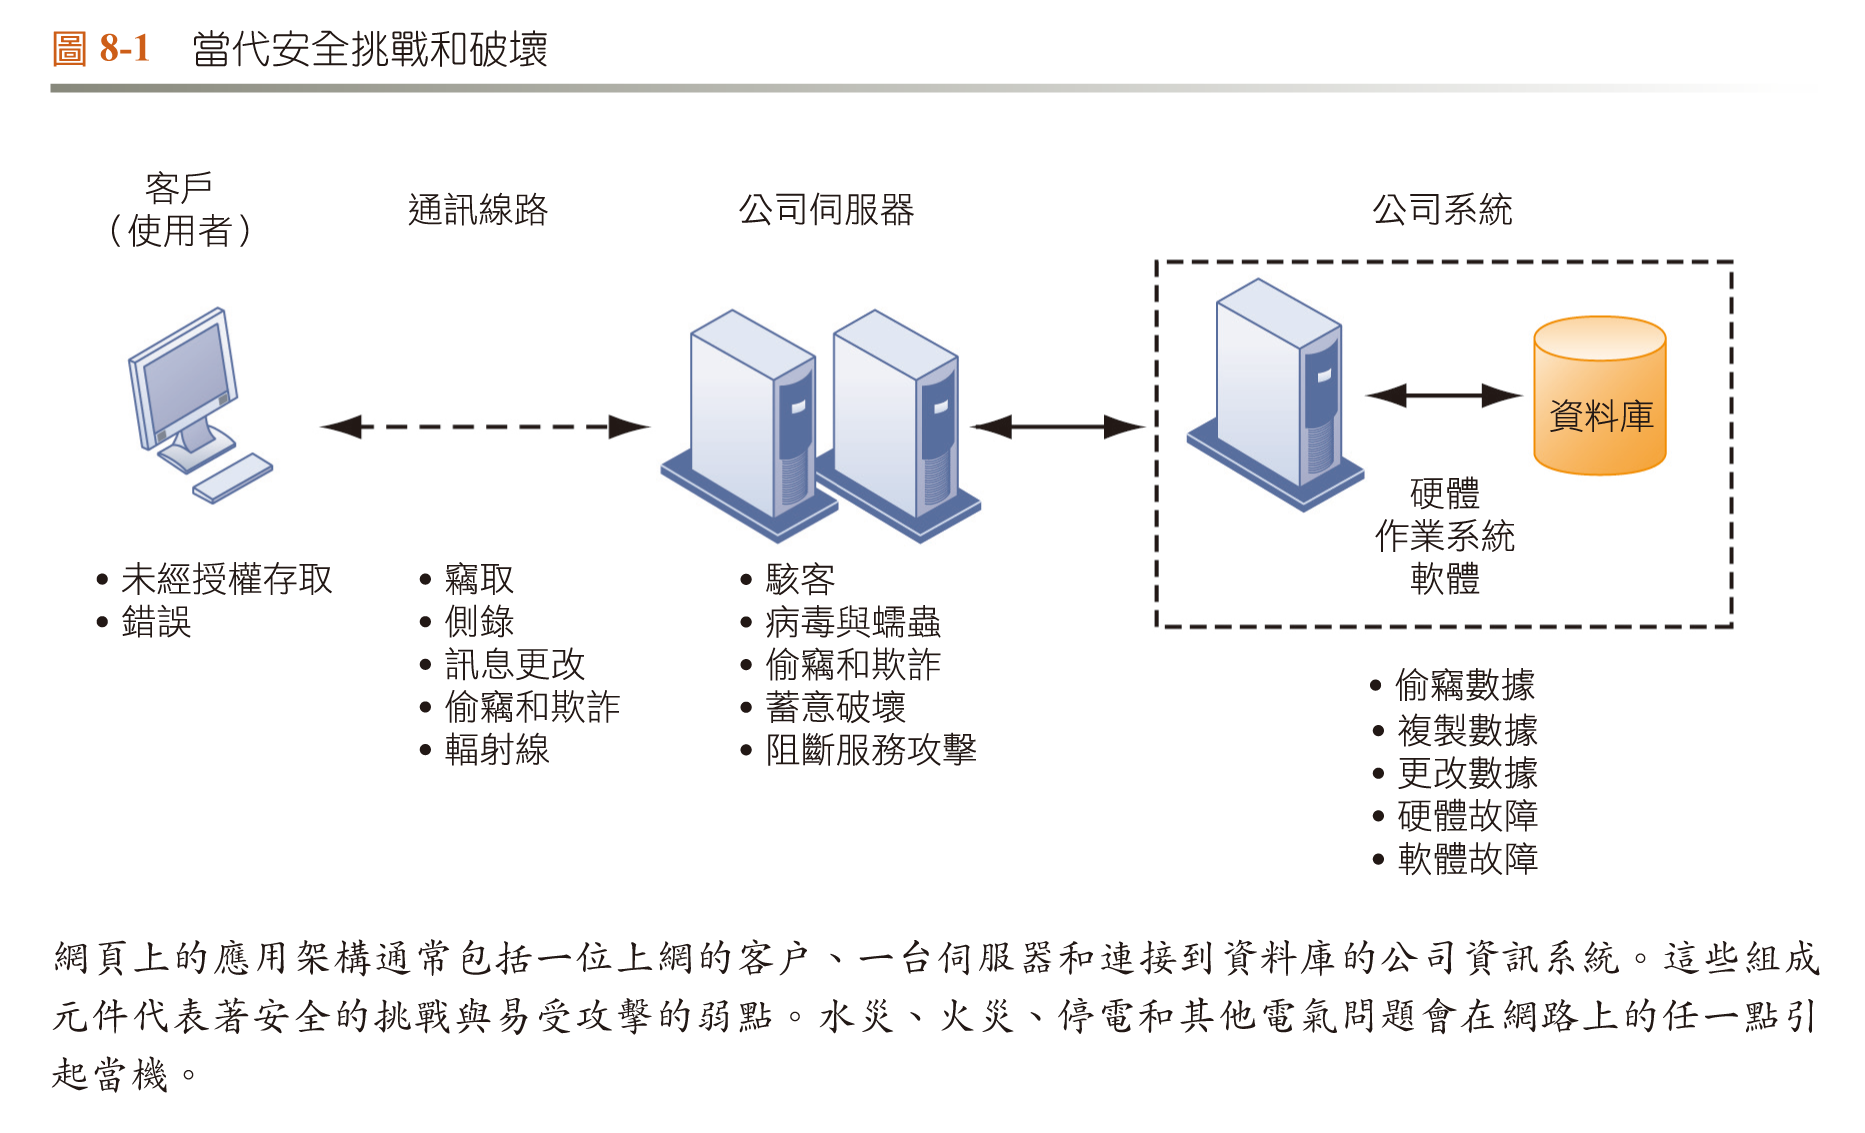 圖 8-1 當代安全挑戰和破壞
客戶
（使用者）
通訊線路
公司伺服器
公司系統
資料庫
硬體
作業系統
軟體
• 未經授權存取
• 錯誤
• 竊取
• 側錄
• 訊息更改
• 偷竊和欺詐
• 輻射線
• 駭客
• 病毒與蠕蟲
• 偷竊和欺詐
• 蓄意破壞
• 阻斷服務攻擊
• 偷竊數據
• 複製數據
• 更改數據
• 硬體故障
• 軟體故障
網頁上的應用架構通常包括一位上網的客戶、一台伺服器和連接到資料庫的公司資訊系統。這些組成
元件代表著安全的挑戰與易受攻擊的弱點。水災、火災、停電和其他電氣問題會在網路上的任一點引
起當機。